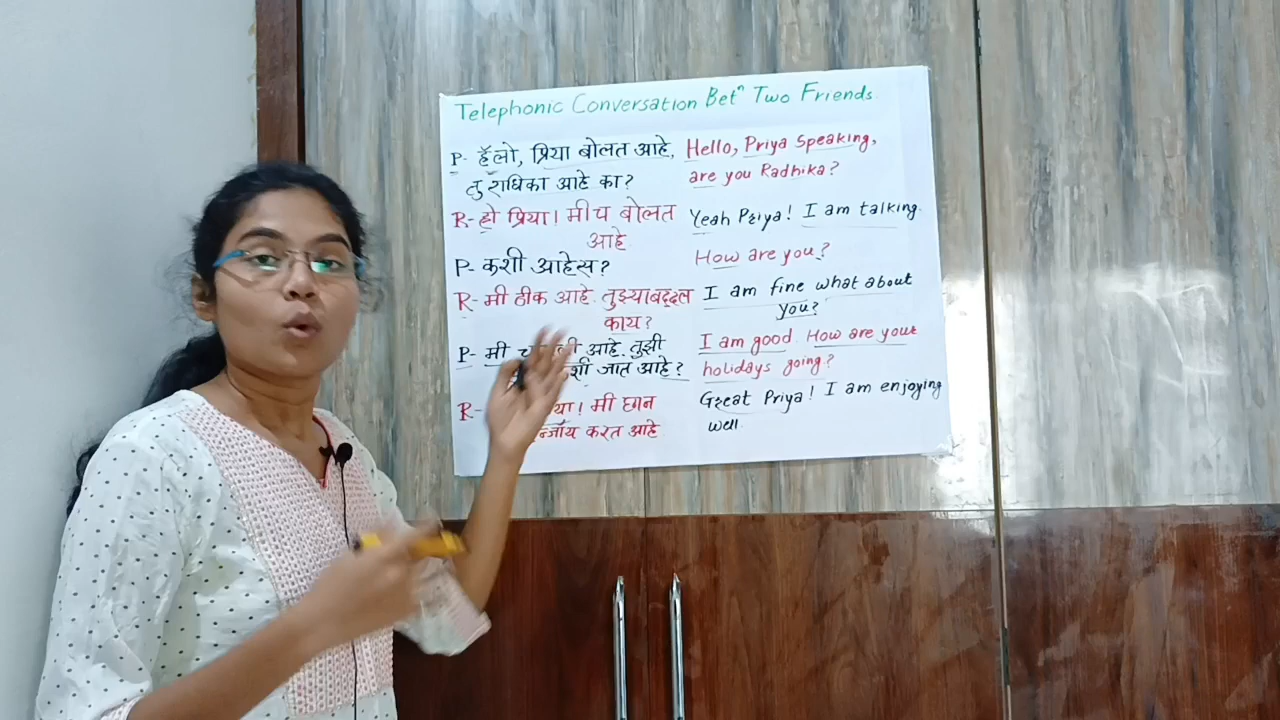 Telephonic Conversation Betn Two Friends
P- हॅलो, प्रिया बोलत आहे, Hello, Priya Speaking,
तु राधिका आहे का? are you Radhika?
R- हो प्रिया! मीच बोलत Yeah Priya! I am talking.
आहे
P- कशी आहेस? How are you?
R- मी ठीक आहे. तुझ्याबद्दल I am fine what about
काय? you?
P- मी आहे. तुझी I am good. How are your
जात आहे? holidays going?
R- मी छान Great Priya! I am enjoying
करत आहे well.